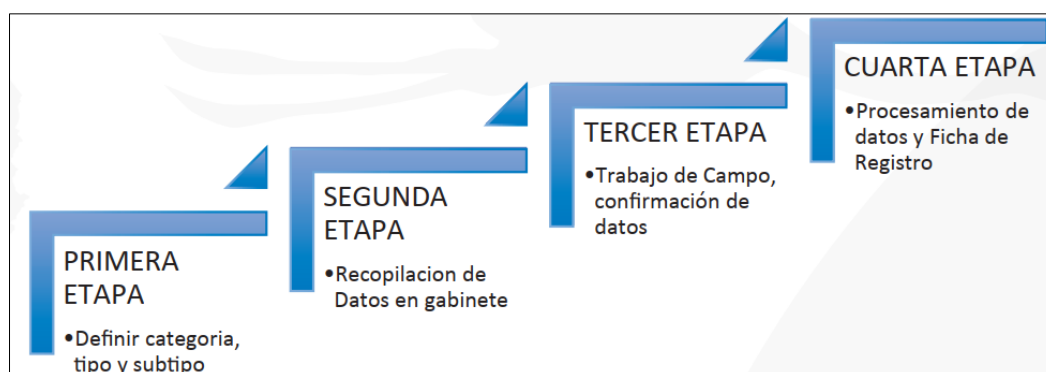 PRIMERA
ETAPA
•Definir categoria,
tipo y subtipo
SEGUNDA
ETAPA
•Recopilacion de
Datos en gabinete
TERCER ETAPA
•Trabajo de Campo,
confirmación de
datos
CUARTA ETAPA
•Procesamiento de
datos y Ficha de
Registro